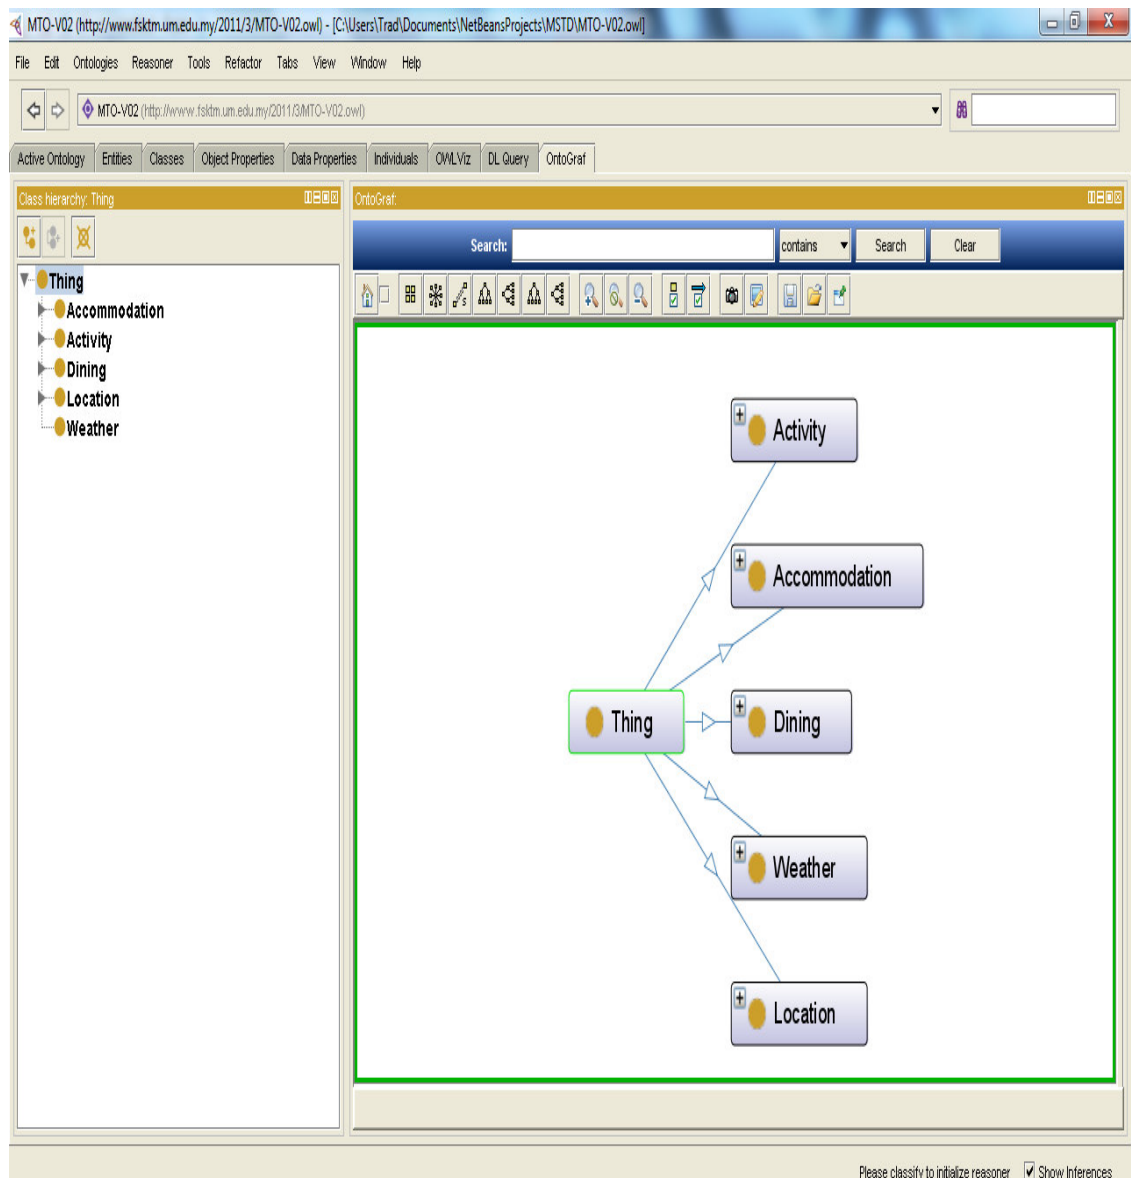 MTO-V02 (http://www.fsktm.um.edu.my/2011/3/MTO-V02.owl) - [C:\Users\Trad\Documents\NetBeansProjects\MSTD\MTO-V02.owl]
File Edit Ontologies Reasoner Tools Refactor Tabs View Window Help
MTO-V02 (http://www.fsktm.um.edu.my/2011/3/MTO-V02.owl)
Active Ontology Entities Classes Object Properties Data Properties Individuals OWLViz DL Query OntoGraf
Class hierarchy: Thing
Thing
Accommodation
Activity
Dining
Location
Weather
OntoGraf:
Search: contains Search Clear
Activity
Accommodation
Thing
Dining
Weather
Location
Please classify to initialize reasoner Show Inferences